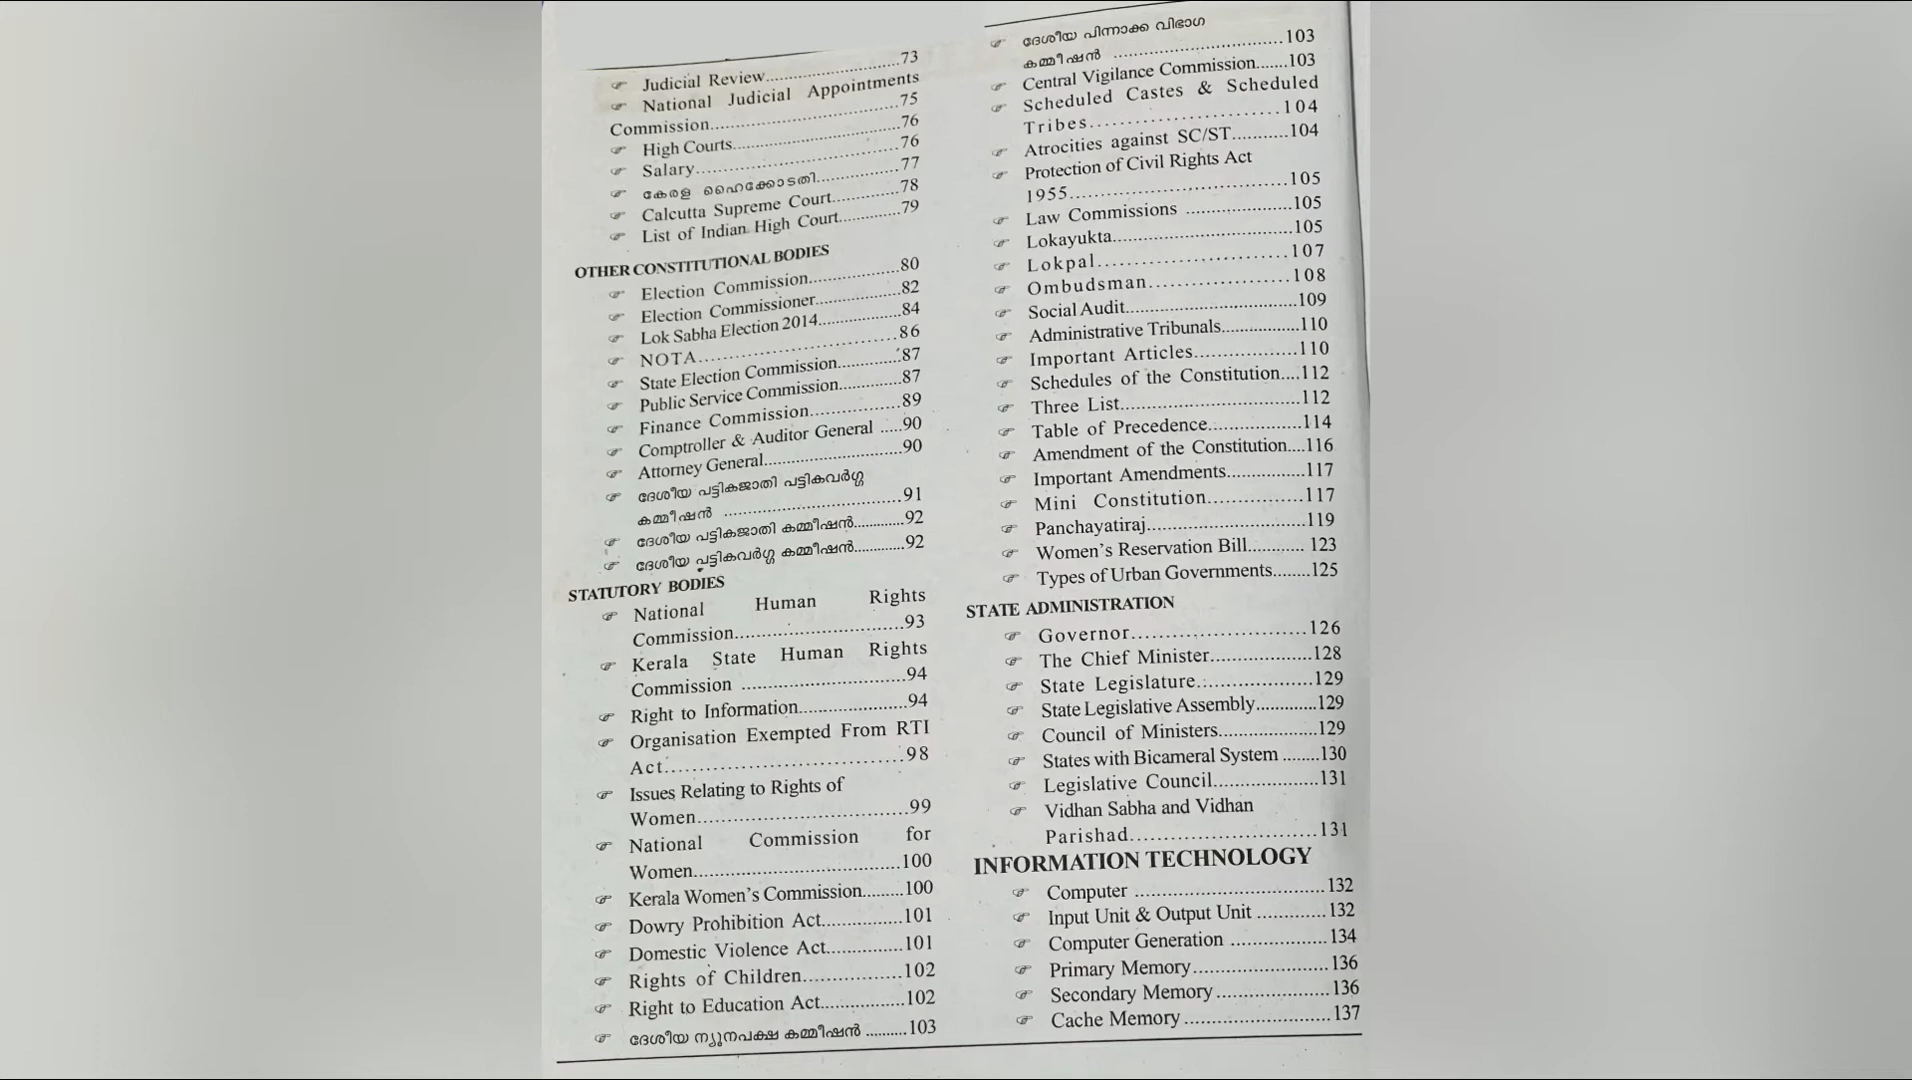 ☞ Judicial Review..........................73
☞ National Judicial Appointments
Commission....................................75
☞ High Courts................................76
☞ Salary........................................76
☞ കേരള ഹൈക്കോടതി.................77
☞ Calcutta Supreme Court.............78
☞ List of Indian High Court............79
OTHER CONSTITUTIONAL BODIES
☞ Election Commission.................80
☞ Election Commissioner...............82
☞ Lok Sabha Election 2014.................84
☞ NOTA.............................86
☞ State Election Commission............87
☞ Public Service Commission............87
☞ Finance Commission.................89
☞ Comptroller & Auditor General .....90
☞ Attorney General..........................90
☞ ദേശീയ പട്ടികജാതി പട്ടികവർഗ്ഗ
കമ്മീഷൻ ....................................91
☞ ദേശീയ പട്ടികജാതി കമ്മീഷൻ............92
☞ ദേശീയ പട്ടികവർഗ്ഗ കമ്മീഷൻ............92
STATUTORY BODIES
☞ National Human Rights
Commission..................................93
☞ Kerala State Human Rights
Commission .................................94
☞ Right to Information......................94
☞ Organisation Exempted From RTI
Act.................................98
☞ Issues Relating to Rights of
Women..................................99
☞ National Commission for
Women.........................................100
☞ Kerala Women's Commission.........100
☞ Dowry Prohibition Act...............101
☞ Domestic Violence Act..............101
☞ Rights of Children.................102
☞ Right to Education Act.................102
☞ ദേശീയ ന്യൂനപക്ഷ കമ്മീഷൻ ..........103
☞ ദേശീയ പിന്നാക്ക വിഭാഗ
കമ്മീഷൻ ..................................103
☞ Central Vigilance Commission.......103
☞ Scheduled Castes & Scheduled
Tribes.........................104
☞ Atrocities against SC/ST...........104
☞ Protection of Civil Rights Act
1955...................................105
☞ Law Commissions ......................105
☞ Lokayukta...................................105
☞ Lokpal.........................107
☞ Ombudsman...................108
☞ Social Audit..................................109
☞ Administrative Tribunals.................110
☞ Important Articles...................110
☞ Schedules of the Constitution....112
☞ Three List...................................112
☞ Table of Precedence...................114
☞ Amendment of the Constitution....116
☞ Important Amendments...............117
☞ Mini Constitution.................117
☞ Panchayatiraj...............................119
☞ Women's Reservation Bill........... 123
☞ Types of Urban Governments........125
STATE ADMINISTRATION
☞ Governor.........................126
☞ The Chief Minister...................128
☞ State Legislature....................129
☞ State Legislative Assembly.............129
☞ Council of Ministers...................129
☞ States with Bicameral System ........130
☞ Legislative Council....................131
☞ Vidhan Sabha and Vidhan
Parishad...........................131
INFORMATION TECHNOLOGY
☞ Computer ....................................132
☞ Input Unit & Output Unit .............132
☞ Computer Generation ..................134
☞ Primary Memory..........................136
☞ Secondary Memory ......................136
☞ Cache Memory ............................137